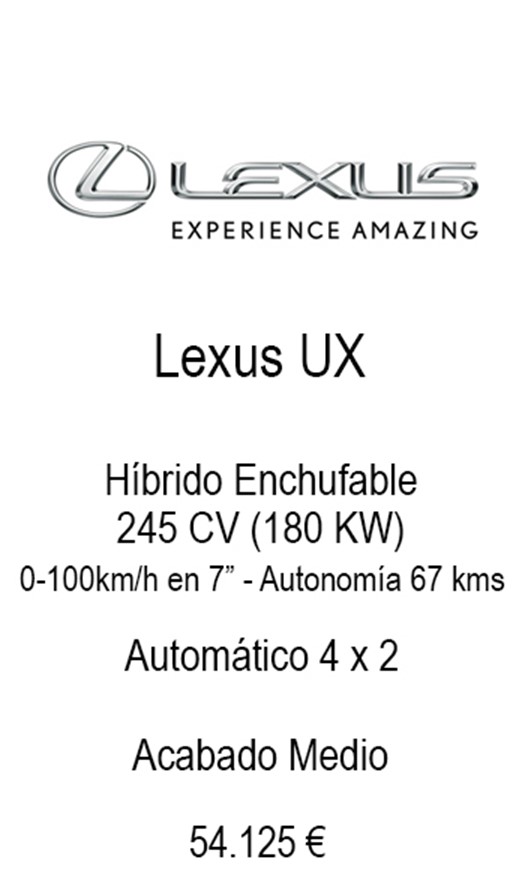 LEXUS
EXPERIENCE AMAZING
Lexus UX
Híbrido Enchufable
245 CV (180 KW)
0-100km/h en 7” - Autonomía 67 kms
Automático 4 x 2
Acabado Medio
54.125 €